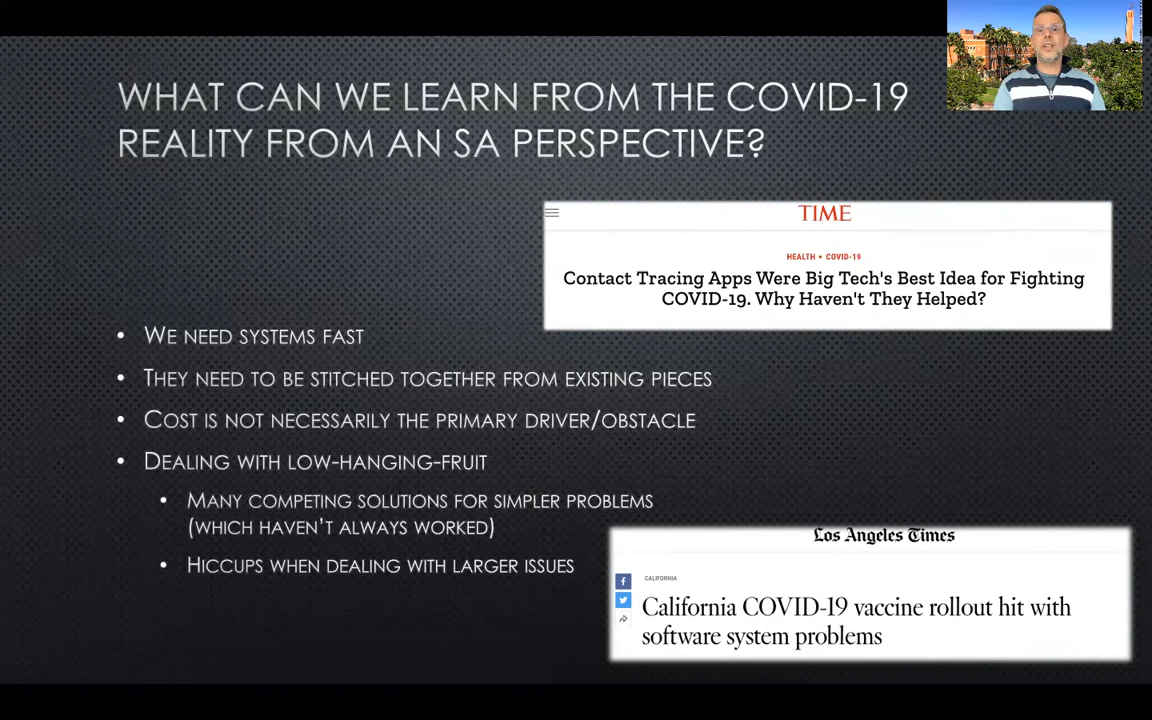 WHAT CAN WE LEARN FROM THE COVID-19
REALITY FROM AN SA PERSPECTIVE?
TIME
HEALTH • COVID-19
Contact Tracing Apps Were Big Tech's Best Idea for Fighting
COVID-19. Why Haven't They Helped?
• WE NEED SYSTEMS FAST
• THEY NEED TO BE STITCHED TOGETHER FROM EXISTING PIECES
• COST IS NOT NECESSARILY THE PRIMARY DRIVER/OBSTACLE
• DEALING WITH LOW-HANGING-FRUIT
• MANY COMPETING SOLUTIONS FOR SIMPLER PROBLEMS
(WHICH HAVEN'T ALWAYS WORKED)
• HICCUPS WHEN DEALING WITH LARGER ISSUES
Los Angeles Times
CALIFORNIA
California COVID-19 vaccine rollout hit with
software system problems